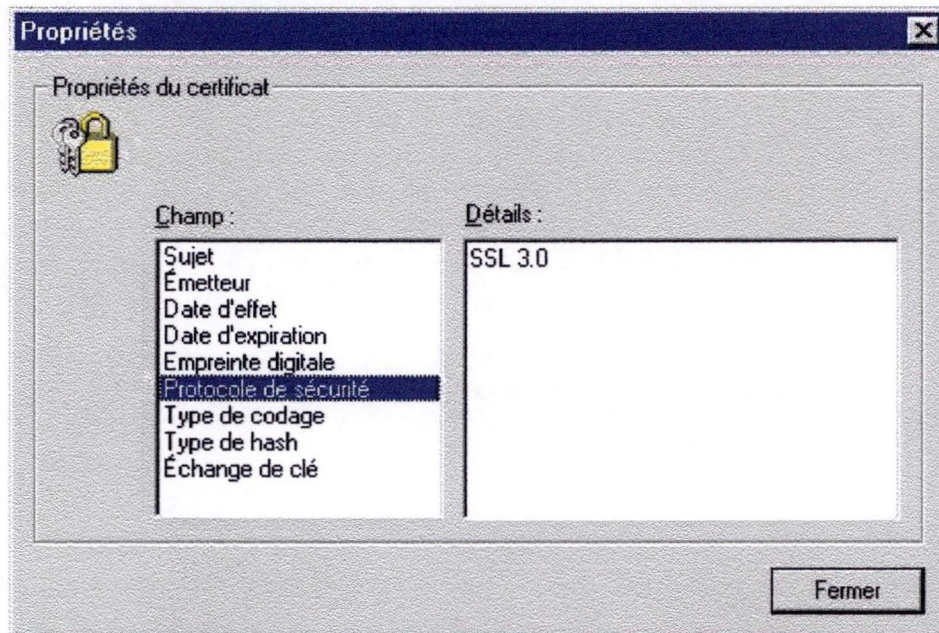 Propriétés
Propriétés du certificat
Champ :
Sujet
Émetteur
Date d'effet
Date d'expiration
Empreinte digitale
Protocole de sécurité
Type de codage
Type de hash
Échange de clé
Détails :
SSL 3.0
Fermer